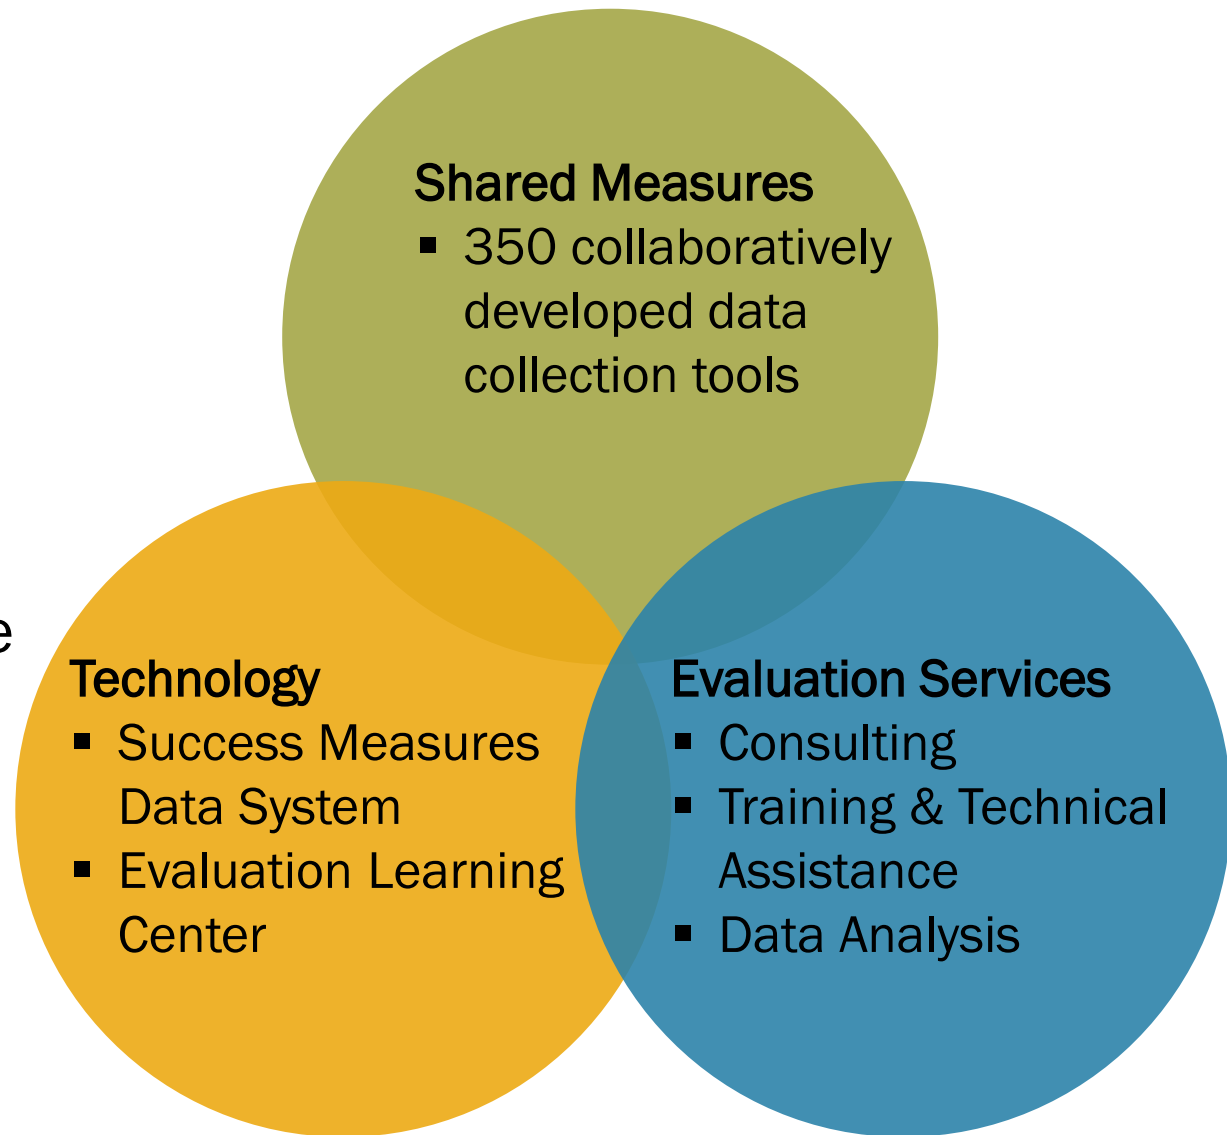 Shared Measures
▪ 350 collaboratively
developed data
collection tools
e
Technology
▪ Success Measures
Data System
▪ Evaluation Learning
Center
Evaluation Services
▪ Consulting
▪ Training & Technical
Assistance
▪ Data Analysis